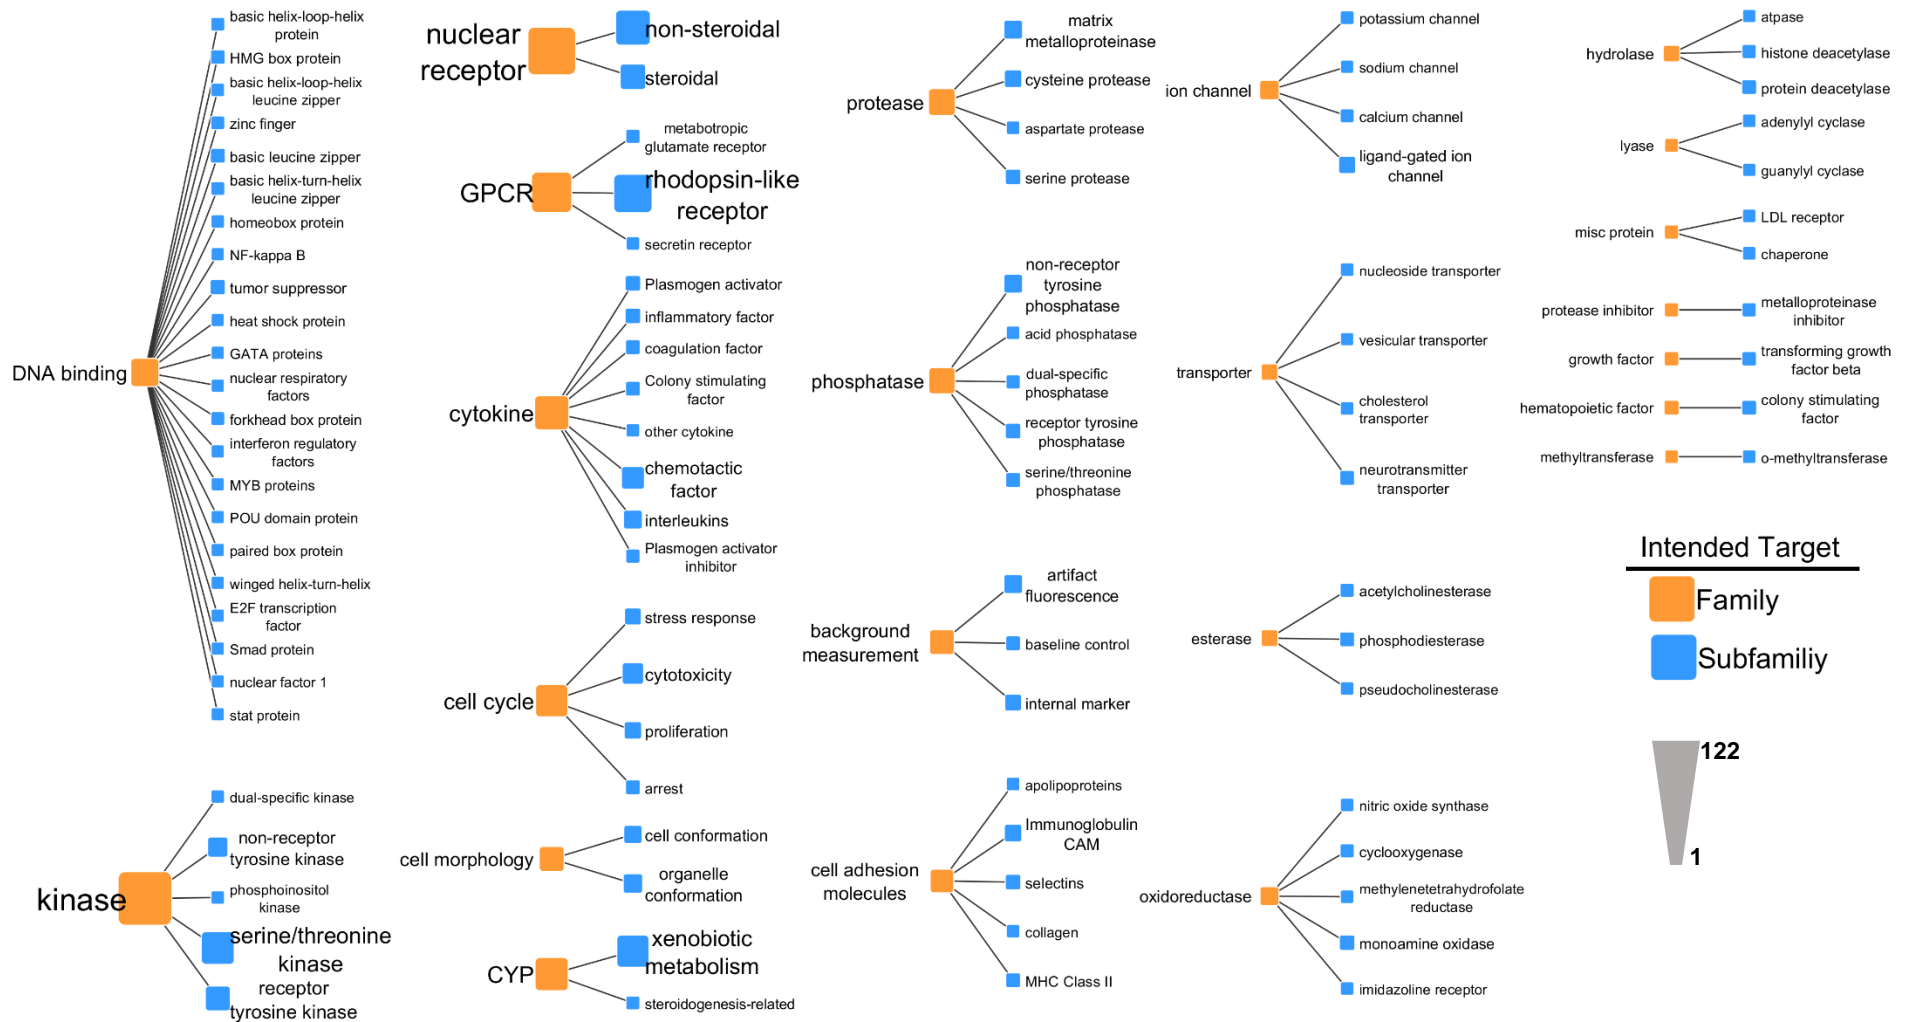 DNA binding
basic helix-loop-helix
protein
HMG box protein
basic helix-loop-helix
leucine zipper
zinc finger
basic leucine zipper
basic helix-turn-helix
leucine zipper
homeobox protein
NF-kappa B
tumor suppressor
heat shock protein
GATA proteins
nuclear respiratory
factors
forkhead box protein
interferon regulatory
factors
MYB proteins
POU domain protein
paired box protein
winged helix-turn-helix
E2F transcription
factor
Smad protein
nuclear factor 1
stat protein
kinase
dual-specific kinase
non-receptor
tyrosine kinase
phosphoinositol
kinase
serine/threonine
kinase
receptor
tyrosine kinase
nuclear
receptor
non-steroidal
steroidal
GPCR
metabotropic
glutamate receptor
rhodopsin-like
receptor
secretin receptor
cytokine
Plasmogen activator
inflammatory factor
coagulation factor
Colony stimulating
factor
other cytokine
chemotactic
factor
interleukins
Plasmogen activator
inhibitor
cell cycle
stress response
cytotoxicity
proliferation
arrest
cell morphology
cell conformation
organelle
conformation
CYP
xenobiotic
metabolism
steroidogenesis-related
protease
matrix
metalloproteinase
cysteine protease
aspartate protease
serine protease
phosphatase
non-receptor
tyrosine
phosphatase
acid phosphatase
dual-specific
phosphatase
receptor tyrosine
phosphatase
serine/threonine
phosphatase
background
measurement
artifact
fluorescence
baseline control
internal marker
cell adhesion
molecules
apolipoproteins
Immunoglobulin
CAM
selectins
collagen
MHC Class II
ion channel
potassium channel
sodium channel
calcium channel
ligand-gated ion
channel
transporter
nucleoside transporter
vesicular transporter
cholesterol
transporter
neurotransmitter
transporter
esterase
acetylcholinesterase
phosphodiesterase
pseudocholinesterase
oxidoreductase
nitric oxide synthase
cyclooxygenase
methylenetetrahydrofolate
reductase
monoamine oxidase
imidazoline receptor
hydrolase
atpase
histone deacetylase
protein deacetylase
lyase
adenylyl cyclase
guanylyl cyclase
misc protein
LDL receptor
chaperone
protease inhibitor
metalloproteinase
inhibitor
growth factor
transforming growth
factor beta
hematopoietic factor
colony stimulating
factor
methyltransferase
o-methyltransferase
Intended Target
Family
Subfamiliy
122
1